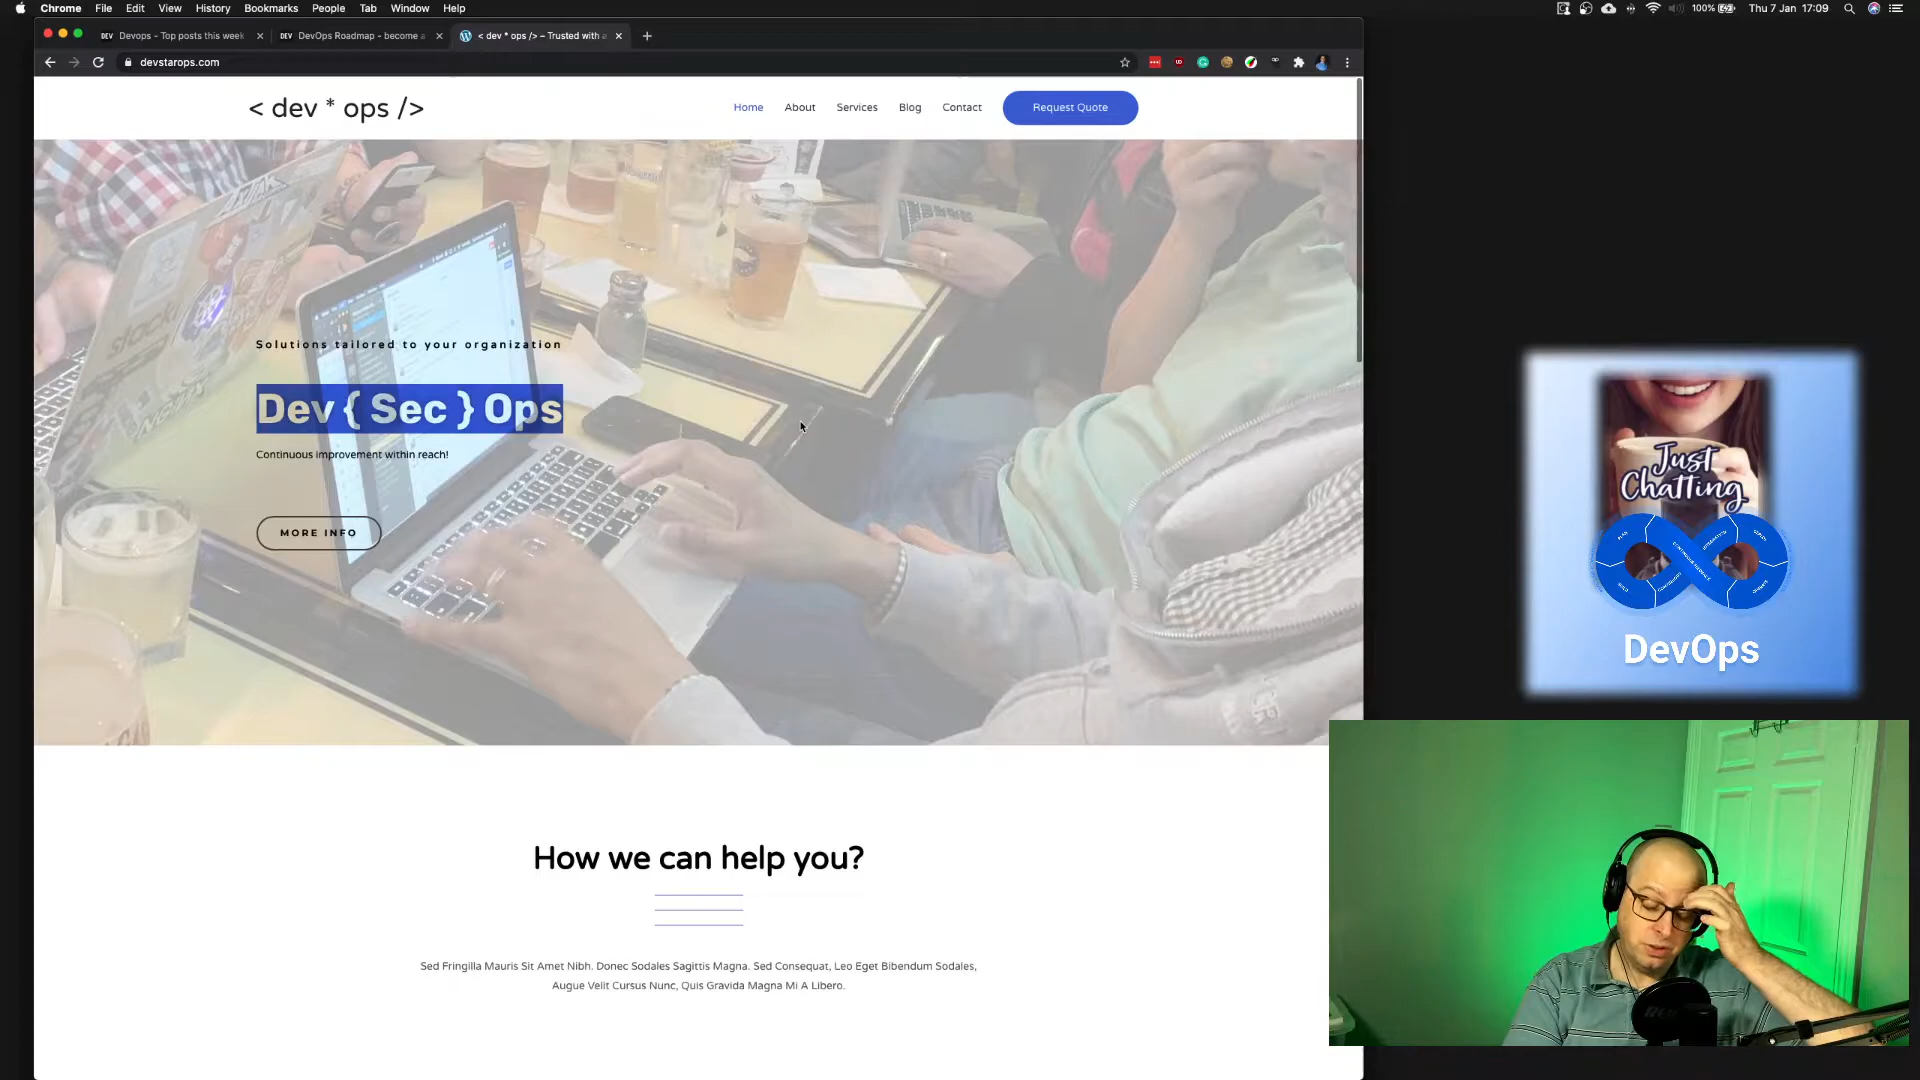 Chrome File Edit View History Bookmarks People Tab Window Help
100% Thu 7 Jan 17:09
DEV Devops - Top posts this week
DEV DevOps Roadmap - become a
< dev * ops /> – Trusted with a
devstarops.com
< dev * ops />
Home About Services Blog Contact Request Quote
Solutions tailored to your organization
Dev { Sec } Ops
Continuous improvement within reach!
MORE INFO
How we can help you?
Sed Fringilla Mauris Sit Amet Nibh. Donec Sodales Sagittis Magna. Sed Consequat, Leo Eget Bibendum Sodales,
Augue Velit Cursus Nunc, Quis Gravida Magna Mi A Libero.
Just
Chatting
DevOps